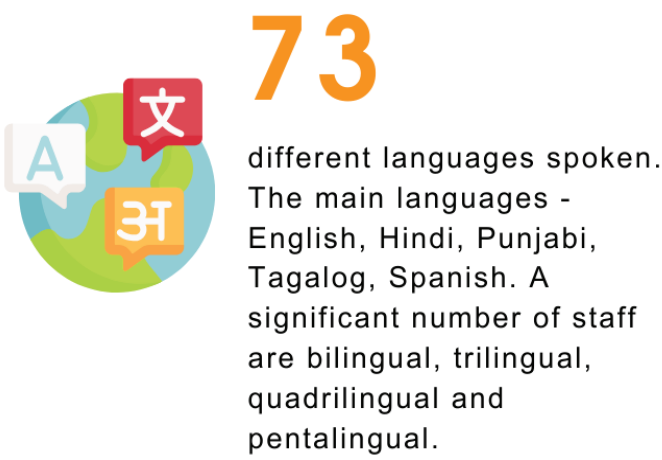 73
A
文
अ
different languages spoken.
The main languages -
English, Hindi, Punjabi,
Tagalog, Spanish. A
significant number of staff
are bilingual, trilingual,
quadrilingual and
pentalingual.